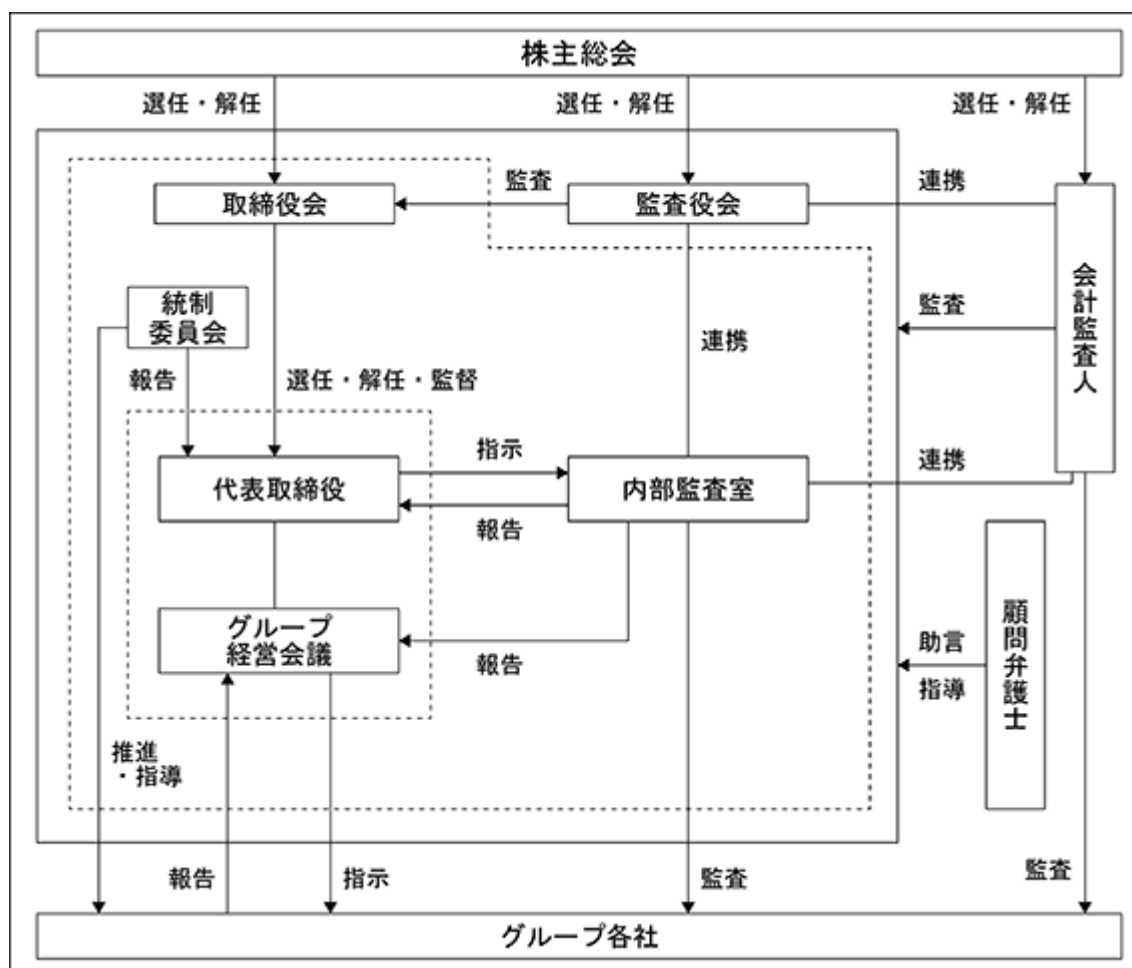 株主総会
選任・解任
選任・解任
選任・解任
取締役会
監査
監査役会
連携
統制
委員会
会計監査人
監査
連携
報告
選任・解任・監督
指示
代表取締役
内部監査室
連携
報告
グループ
経営会議
報告
顧問弁護士
助言
指導
推進
・指導
報告
指示
監査
監査
グループ各社